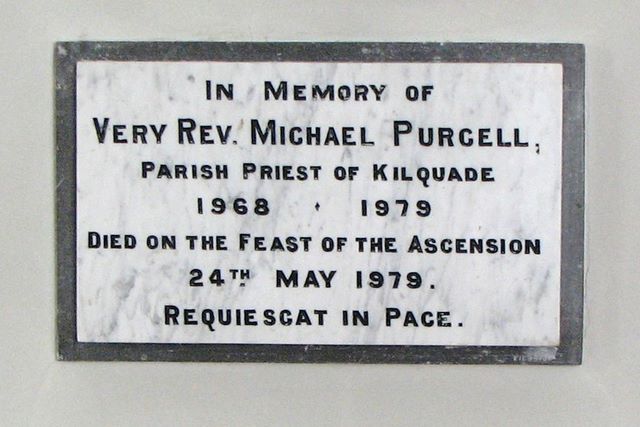 IN MEMORY OF
VERY REV. MICHAEL PURCELL,
PARISH PRIEST OF KILQUADE
1968 · 1979
DIED ON THE FEAST OF THE ASCENSION
24TH MAY 1979.
REQUIESCAT IN PACE.